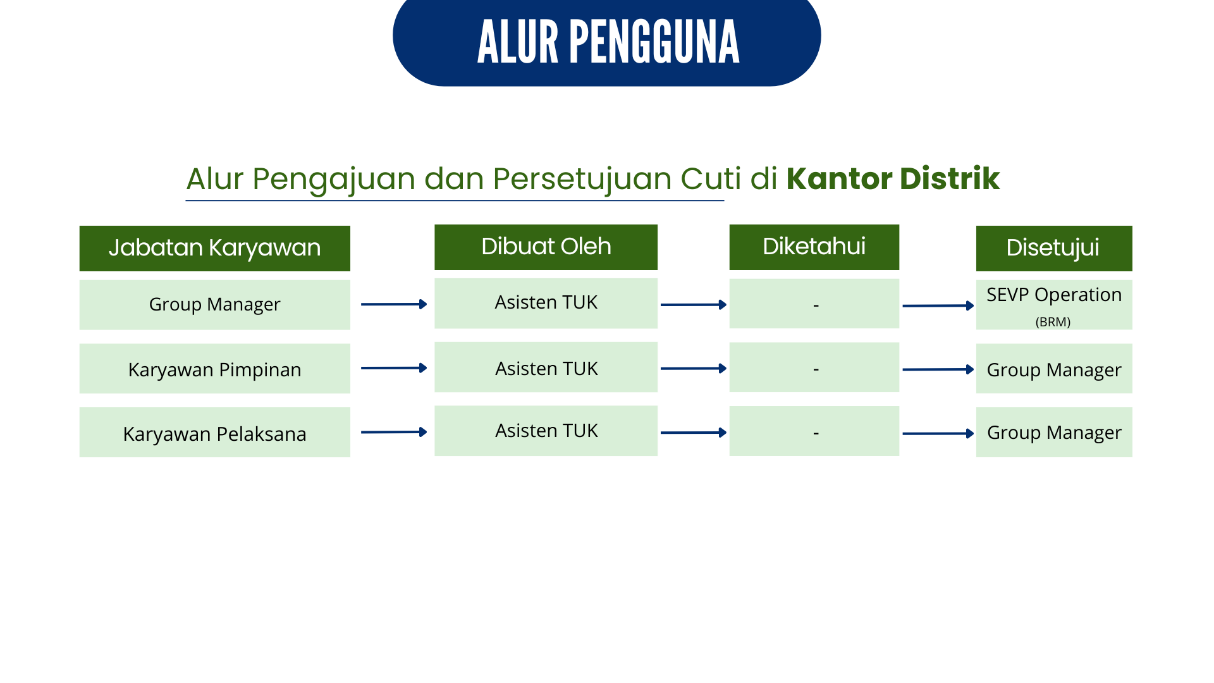 ALUR PENGGUNA
Alur Pengajuan dan Persetujuan Cuti di Kantor Distrik
Jabatan Karyawan Dibuat Oleh Diketahui Disetujui
Group Manager Asisten TUK - SEVP Operation
(BRM)
Karyawan Pimpinan Asisten TUK - Group Manager
Karyawan Pelaksana Asisten TUK - Group Manager